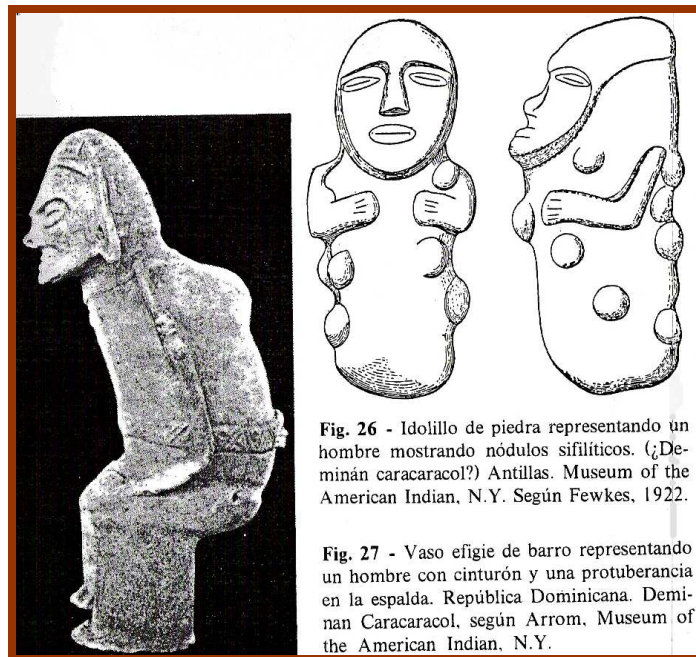 Fig. 26 - Idolillo de piedra representando un
hombre mostrando nódulos sifilíticos. (¿De-
minán caracaracol?) Antillas. Museum of the
American Indian, N.Y. Según Fewkes, 1922.
Fig. 27 - Vaso efigie de barro representando
un hombre con cinturón y una protuberancia
en la espalda. República Dominicana. Demi-
nan Caracaracol, según Arrom, Museum of
the American Indian, N.Y.